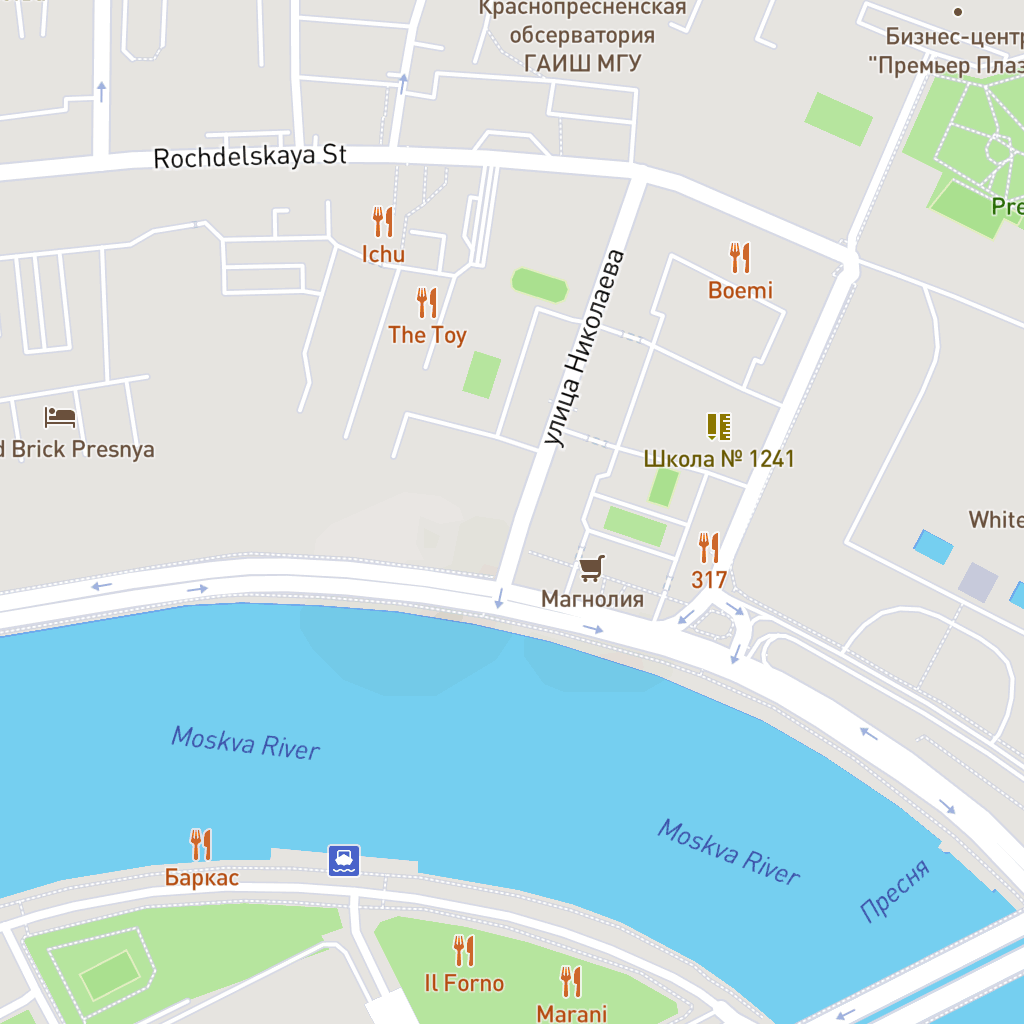 Краснопресненская
обсерватория
ГАИШ МГУ
Бизнес-центр
"Премьер Плаз
Rochdelskaya St
Pre
Ichu
Boemi
The Toy
улица Николаева
Brick Presnya
Школа № 1241
White
317
Магнолия
Moskva River
Moskva River
Пресня
Баркас
Il Forno
Marani